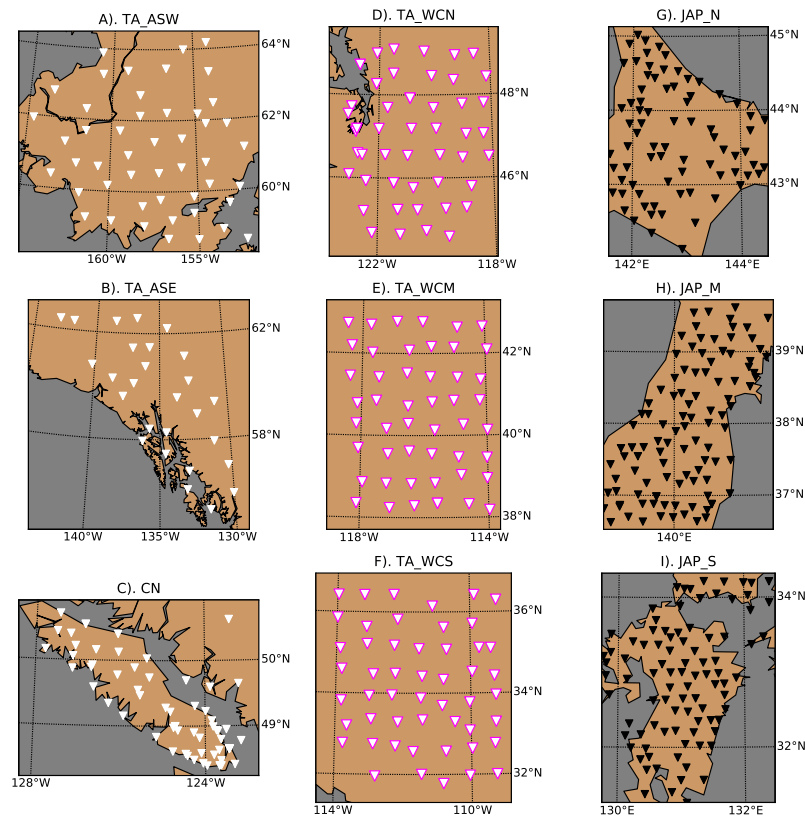 A). TA_ASW
64°N
62°N
60°N
160°W
155°W
B). TA_ASE
62°N
58°N
140°W
135°W
130°W
C). CN
50°N
49°N
128°W
124°W
D). TA_WCN
48°N
46°N
122°W
118°W
E). TA_WCM
42°N
40°N
38°N
118°W
114°W
F). TA_WCS
36°N
34°N
32°N
114°W
110°W
G). JAP_N
45°N
44°N
43°N
142°E
144°E
H). JAP_M
39°N
38°N
37°N
140°E
I). JAP_S
34°N
32°N
130°E
132°E